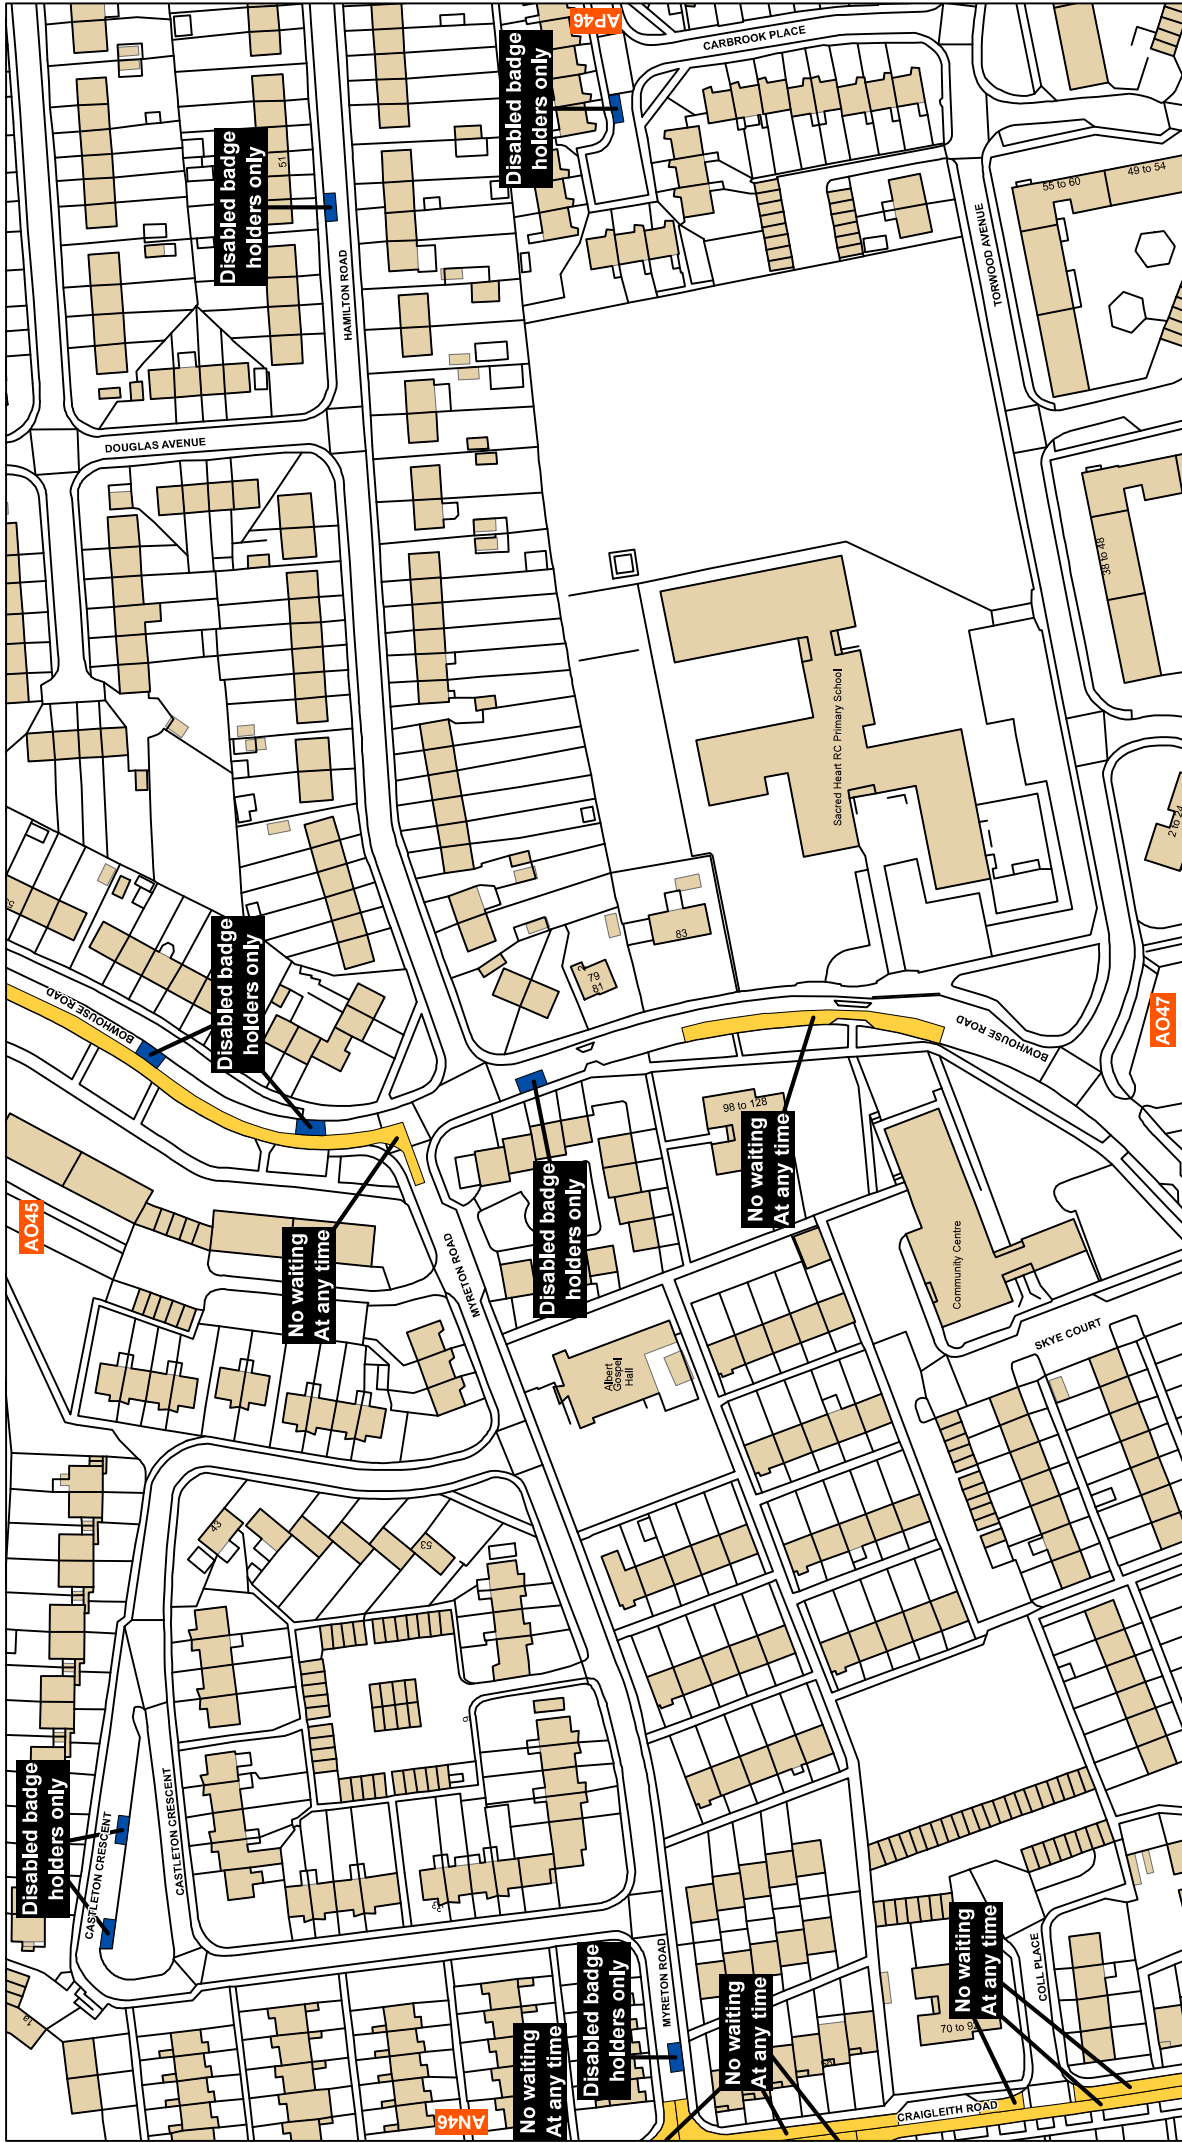 AP46
CARBROOK PLACE
Disabled badge
holders only
Disabled badge
holders only
51
HAMILTON ROAD
55 to 60
49 to 54
TORWOOD AVENUE
DOUGLAS AVENUE
38 to 48
Sacred Heart RC Primary School
2 to 24
83
79
81
2
BOWHOUSE ROAD
Disabled badge
holders only
BOWHOUSE ROAD
AO47
98 to 128
No waiting
At any time
Disabled badge
holders only
AO45
No waiting
At any time
MYRETON ROAD
Community Centre
SKYE COURT
Albert
Gospel
Hall
43
53
9
Disabled badge
holders only
CASTLETON CRESCENT
CASTLETON CRESCENT
33
1a
MYRETON ROAD
Disabled badge
holders only
No waiting
At any time
No waiting
At any time
No waiting
At any time
COLL PLACE
70 to 92
CRAIGLEITH ROAD
AN46